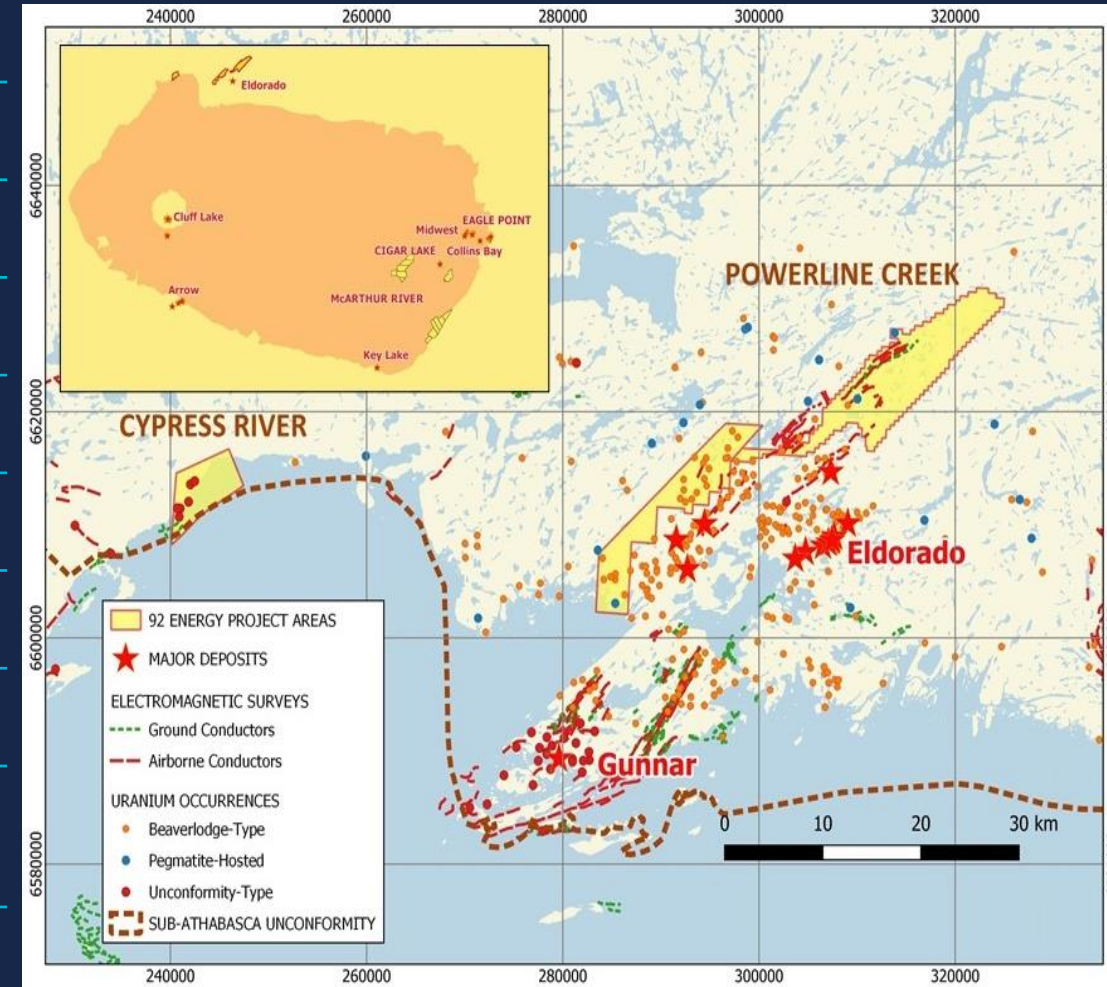 240000
260000
280000
300000
320000
Eldorado
Cluff Lake
EAGLE POINT
Midwest
CIGAR LAKE
Collins Bay
Arrow
McARTHUR RIVER
Key Lake
6640000
POWERLINE CREEK
6620000
CYPRESS RIVER
Eldorado
6600000
92 ENERGY PROJECT AREAS
MAJOR DEPOSITS
ELECTROMAGNETIC SURVEYS
Ground Conductors
Airborne Conductors
URANIUM OCCURRENCES
Beaverlodge-Type
Pegmatite-Hosted
Unconformity-Type
SUB-ATHABASCA UNCONFORMITY
Gunnar
0 10 20 30 km
6580000
240000
260000
280000
300000
320000